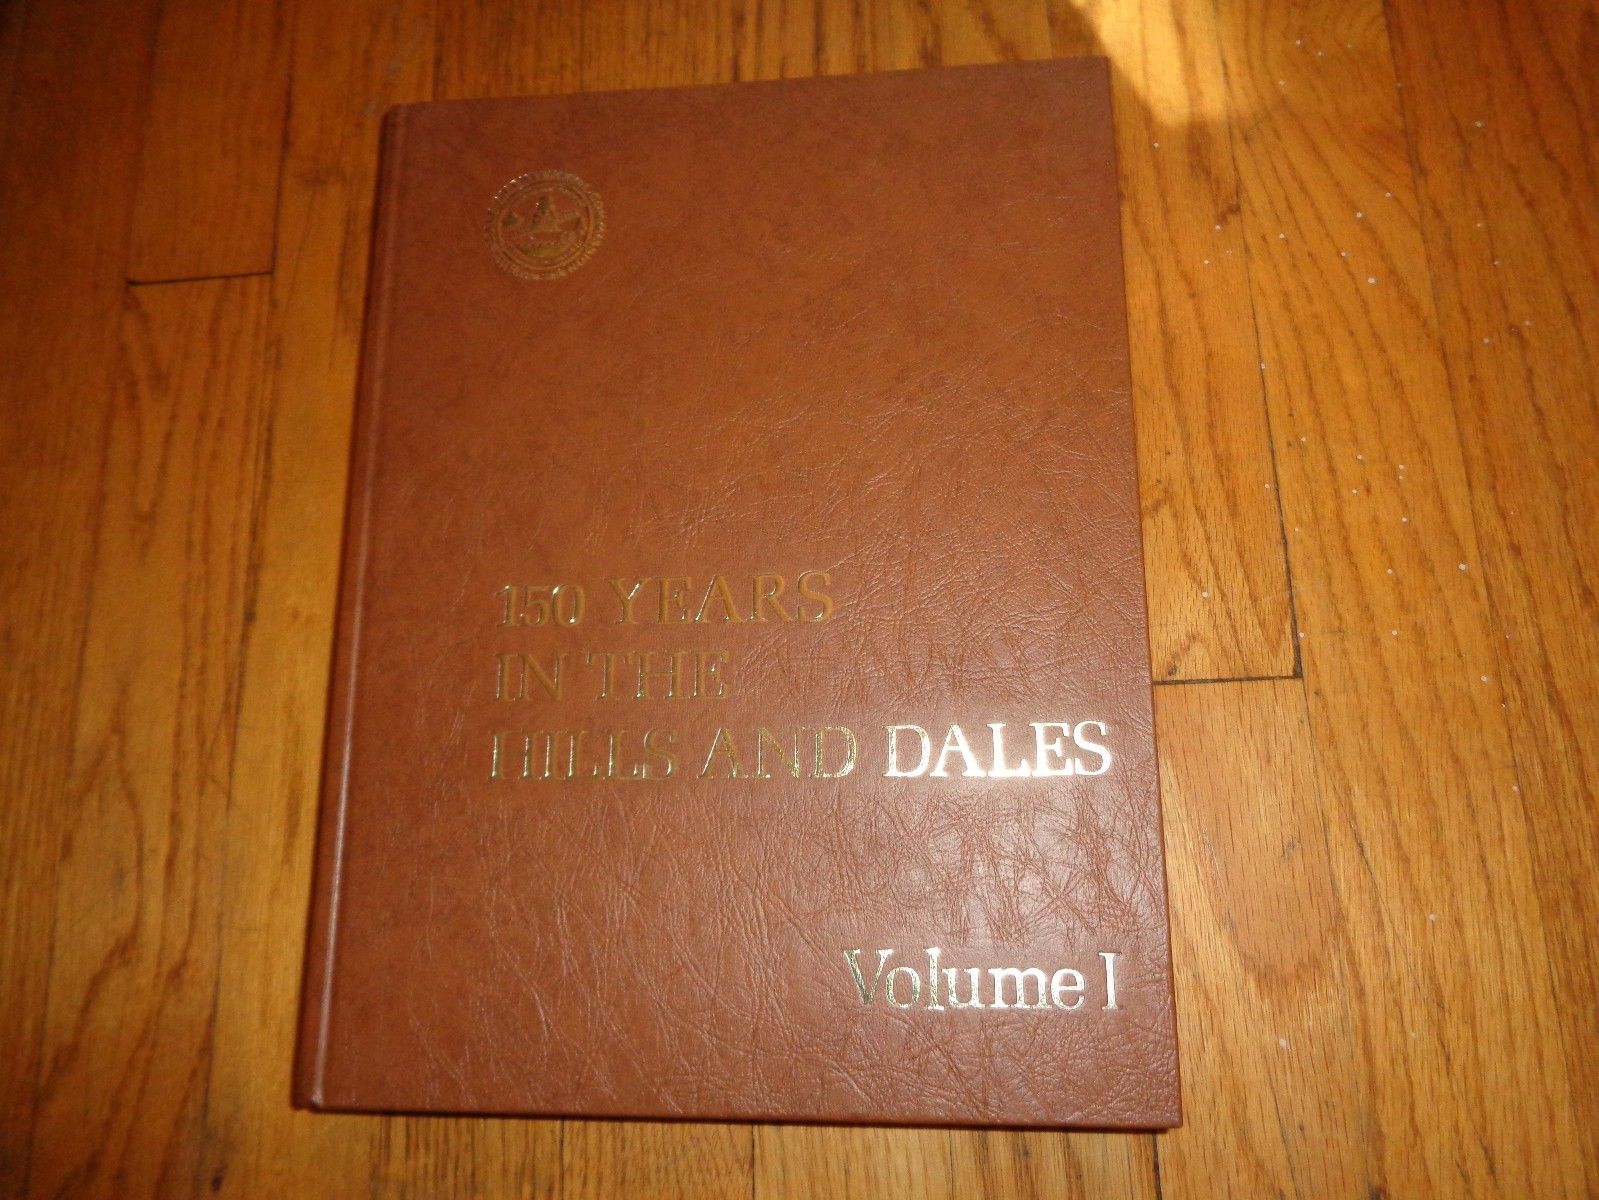 150 YEARS
IN THE
HILLS AND DALES
Volume I